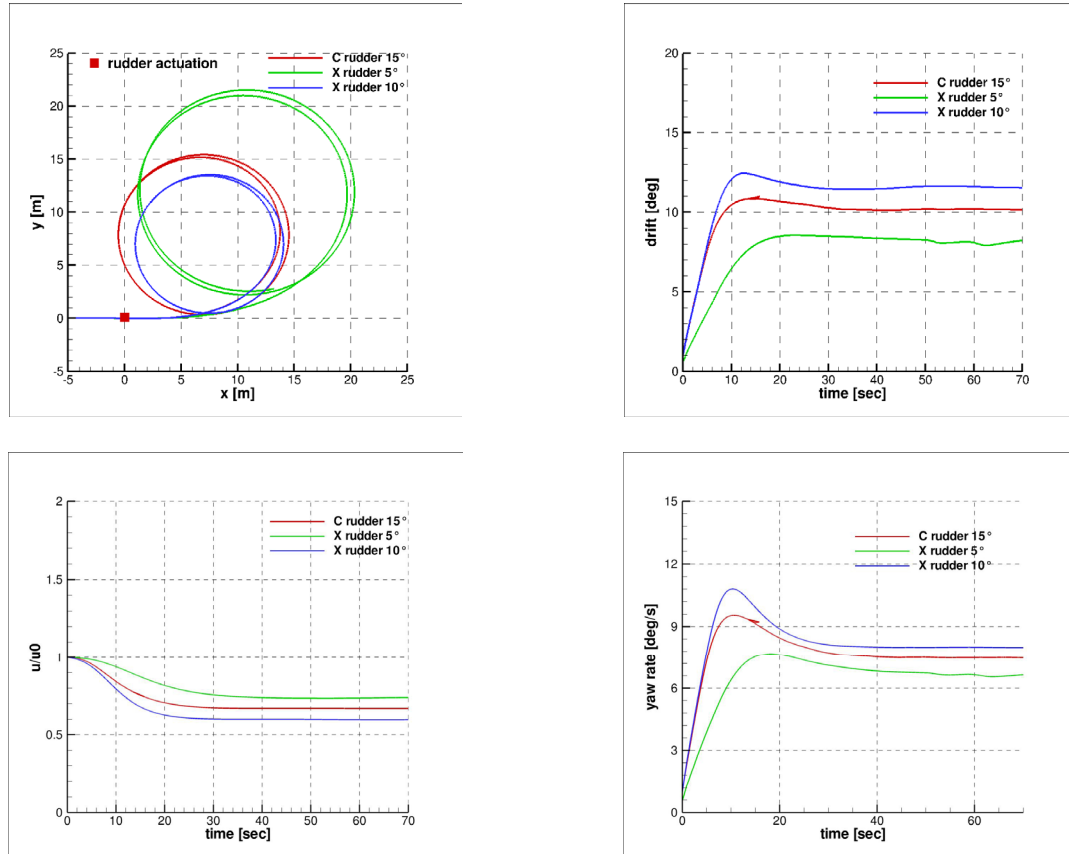 25
20
15
10
5
0
-5
y [m]
rudder actuation
C rudder 15°
X rudder 5°
X rudder 10°
-5 0 5 10 15 20 25
x [m]
20
15
10
5
0
drift [deg]
C rudder 15°
X rudder 5°
X rudder 10°
0 10 20 30 40 50 60 70
time [sec]
2
1.5
1
0.5
0
u/u0
C rudder 15°
X rudder 5°
X rudder 10°
0 10 20 30 40 50 60 70
time [sec]
15
12
9
6
3
0
yaw rate [deg/s]
C rudder 15°
X rudder 5°
X rudder 10°
0 20 40 60
time [sec]